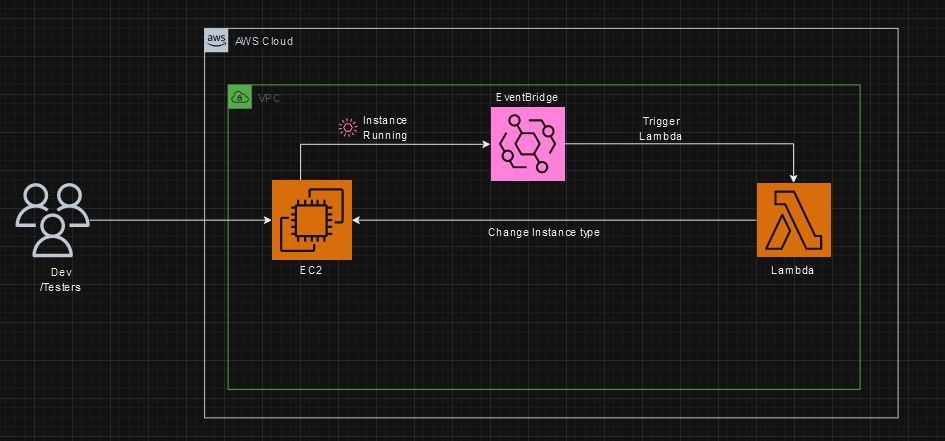 aws
AWS Cloud
VPC
EventBridge
Instance
Running
Trigger
Lambda
Change Instance type
EC2
Lambda
Dev
/Testers